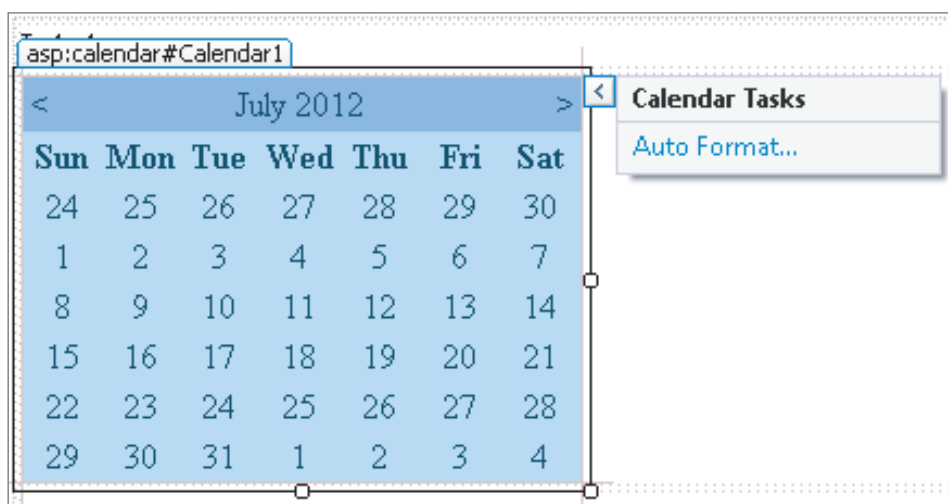 asp:calendar#Calendar1
< July 2012 >
Sun Mon Tue Wed Thu Fri Sat
24 25 26 27 28 29 30
1 2 3 4 5 6 7
8 9 10 11 12 13 14
15 16 17 18 19 20 21
22 23 24 25 26 27 28
29 30 31 1 2 3 4
< Calendar Tasks
Auto Format...